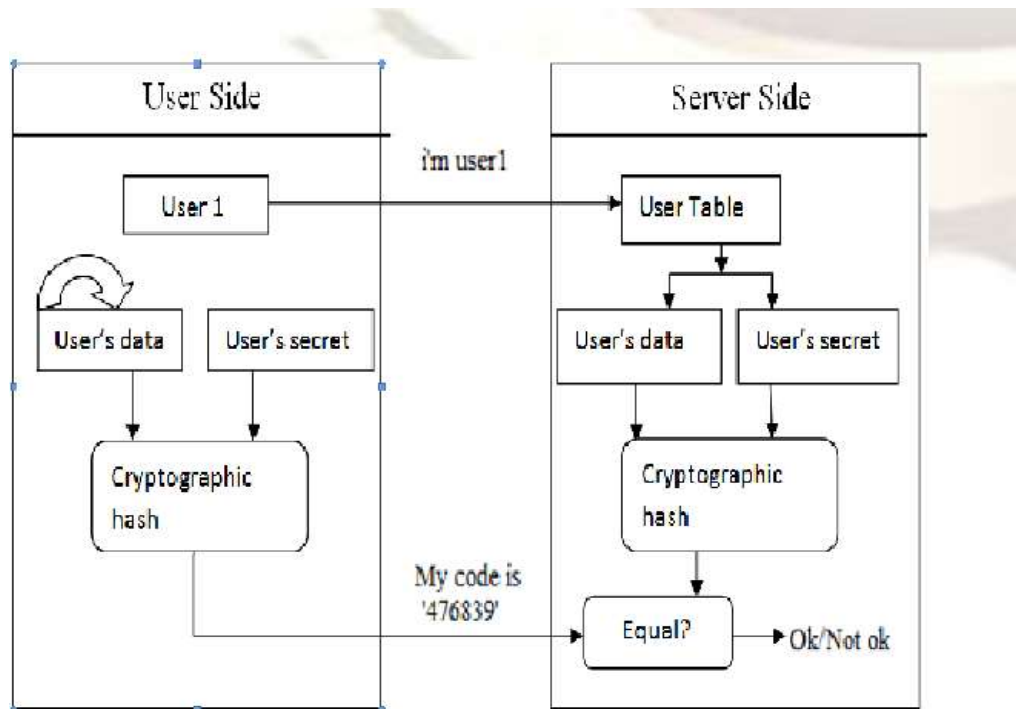 User Side
Server Side
i'm user1
User 1
User Table
User's data
User's secret
User's data
User's secret
Cryptographic
hash
Cryptographic
hash
My code is
'476839'
Equal?
Ok/Not ok